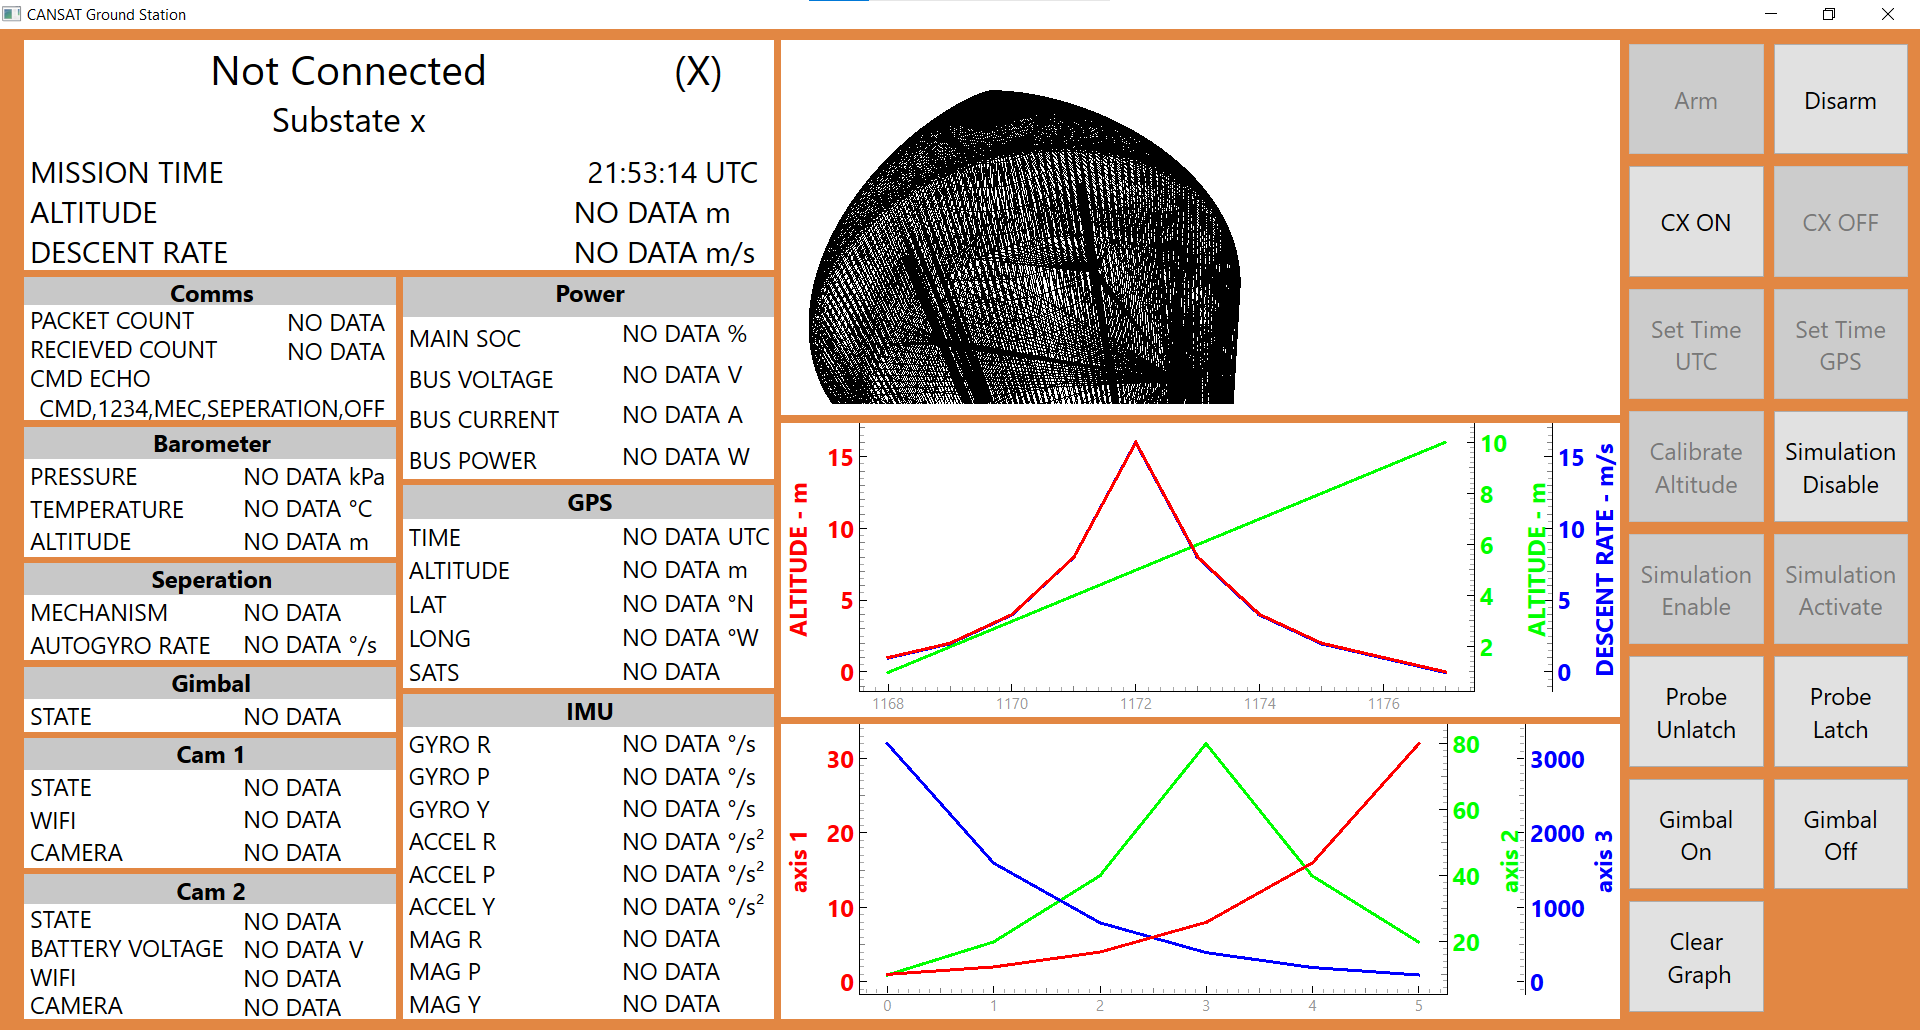 CANSAT Ground Station
Not Connected (X)
Substate x
MISSION TIME 21:53:14 UTC
ALTITUDE NO DATA m
DESCENT RATE NO DATA m/s
Comms
PACKET COUNT NO DATA
RECIEVED COUNT NO DATA
CMD ECHO
CMD,1234,MEC,SEPERATION,OFF
Barometer
PRESSURE NO DATA kPa
TEMPERATURE NO DATA °C
ALTITUDE NO DATA m
Seperation
MECHANISM NO DATA
AUTOGYRO RATE NO DATA °/s
Gimbal
STATE NO DATA
Cam 1
STATE NO DATA
WIFI NO DATA
CAMERA NO DATA
Cam 2
STATE NO DATA
BATTERY VOLTAGE NO DATA V
WIFI NO DATA
CAMERA NO DATA
Power
MAIN SOC NO DATA %
BUS VOLTAGE NO DATA V
BUS CURRENT NO DATA A
BUS POWER NO DATA W
GPS
TIME NO DATA UTC
ALTITUDE NO DATA m
LAT NO DATA °N
LONG NO DATA °W
SATS NO DATA
IMU
GYRO R NO DATA °/s
GYRO P NO DATA °/s
GYRO Y NO DATA °/s
ACCEL R NO DATA °/s²
ACCEL P NO DATA °/s²
ACCEL Y NO DATA °/s²
MAG R NO DATA
MAG P NO DATA
MAG Y NO DATA
ALTITUDE - m
15
10
5
0
1168 1170 1172 1174 1176
10
8
6
4
2
ALTITUDE - m
15
10
5
0
DESCENT RATE - m/s
axis 1
30
20
10
0
0 1 2 3 4 5
80
60
40
20
axis 2
3000
2000
1000
0
axis 3
Arm
Disarm
CX ON
CX OFF
Set Time
UTC
Set Time
GPS
Calibrate
Altitude
Simulation
Disable
Simulation
Enable
Simulation
Activate
Probe
Unlatch
Probe
Latch
Gimbal
On
Gimbal
Off
Clear
Graph